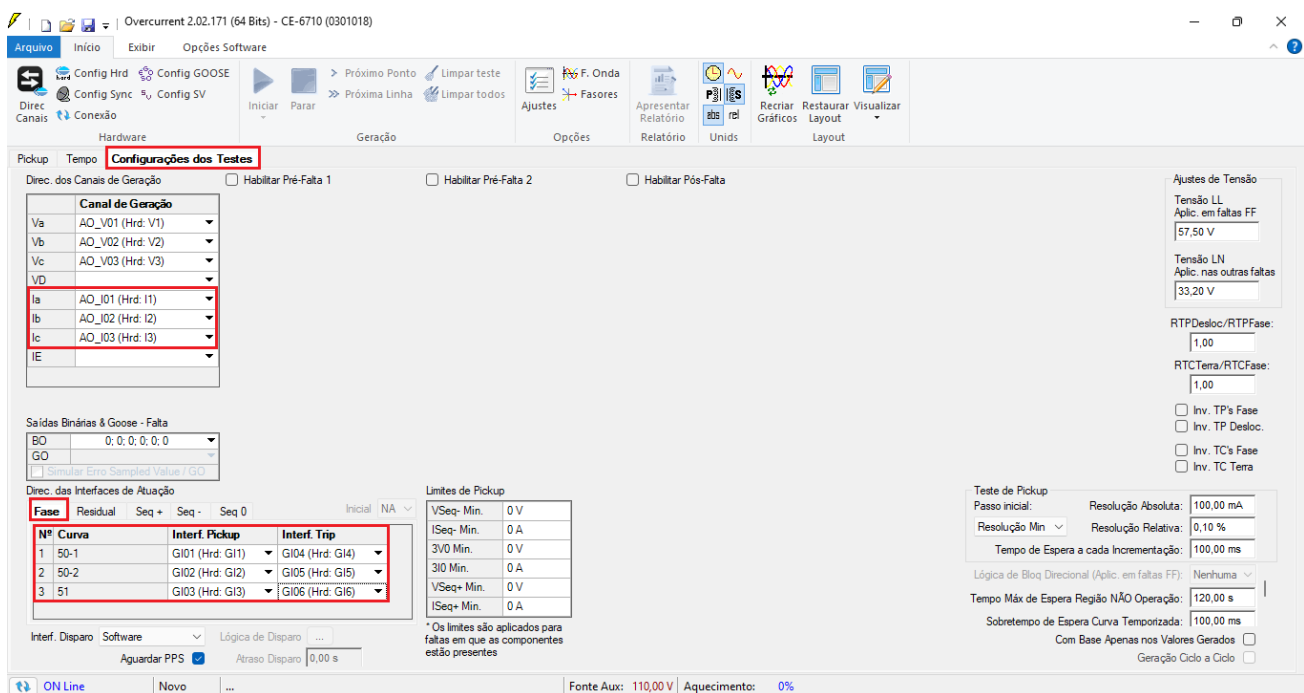 Overcurrent 2.02.171 (64 Bits) - CE-6710 (0301018)
Arquivo Início Exibir Opções Software
Config Hrd Config GOOSE
Config Sync Config SV
Conexão
Direc Canais
Hardware
Iniciar Parar
Próximo Ponto Limpar teste
Próxima Linha Limpar todos
Geração
Ajustes
F. Onda
Fasores
Opções
Apresentar Relatório
Relatório
abs rel
Unids
Recriar Gráficos Restaurar Layout Visualizar
Layout
Pickup Tempo Configurações dos Testes
Direc. dos Canais de Geração
Canal de Geração
Va AO_V01 (Hrd: V1)
Vb AO_V02 (Hrd: V2)
Vc AO_V03 (Hrd: V3)
VD
Ia AO_I01 (Hrd: I1)
Ib AO_I02 (Hrd: I2)
Ic AO_I03 (Hrd: I3)
IE
Habilitar Pré-Falta 1 Habilitar Pré-Falta 2 Habilitar Pós-Falta
Ajustes de Tensão
Tensão LL
Aplic. em faltas FF
57,50 V
Tensão LN
Aplic. nas outras faltas
33,20 V
RTPDesloc/RTPFase:
1,00
RTCTerra/RTCFase:
1,00
Inv. TP's Fase
Inv. TP Desloc.
Inv. TC's Fase
Inv. TC Terra
Saídas Binárias & Goose - Falta
BO 0; 0; 0; 0; 0; 0
GO
Simular Erro Sampled Value / GO
Direc. das Interfaces de Atuação
Fase Residual Seq + Seq - Seq 0 Inicial NA
Nº Curva Interf. Pickup Interf. Trip
1 50-1 GI01 (Hrd: GI1) GI04 (Hrd: GI4)
2 50-2 GI02 (Hrd: GI2) GI05 (Hrd: GI5)
3 51 GI03 (Hrd: GI3) GI06 (Hrd: GI6)
Interf. Disparo Software Lógica de Disparo ...
Aguardar PPS Atraso Disparo 0,00 s
Limites de Pickup
VSeq- Min. 0 V
ISeq- Min. 0 A
3V0 Min. 0 V
3I0 Min. 0 A
VSeq+ Min. 0 V
ISeq+ Min. 0 A
* Os limites são aplicados para
faltas em que as componentes
estão presentes
Teste de Pickup
Passo inicial: Resolução Absoluta: 100,00 mA
Resolução Min Resolução Relativa: 0,10 %
Tempo de Espera a cada Incrementação: 100,00 ms
Lógica de Bloq Direcional (Aplic. em faltas FF): Nenhuma
Tempo Máx de Espera Região NÃO Operação: 120,00 s
Sobretempo de Espera Curva Temporizada: 100,00 ms
Com Base Apenas nos Valores Gerados
Geração Ciclo a Ciclo
ON Line Novo ... Fonte Aux: 110,00 V Aquecimento: 0%